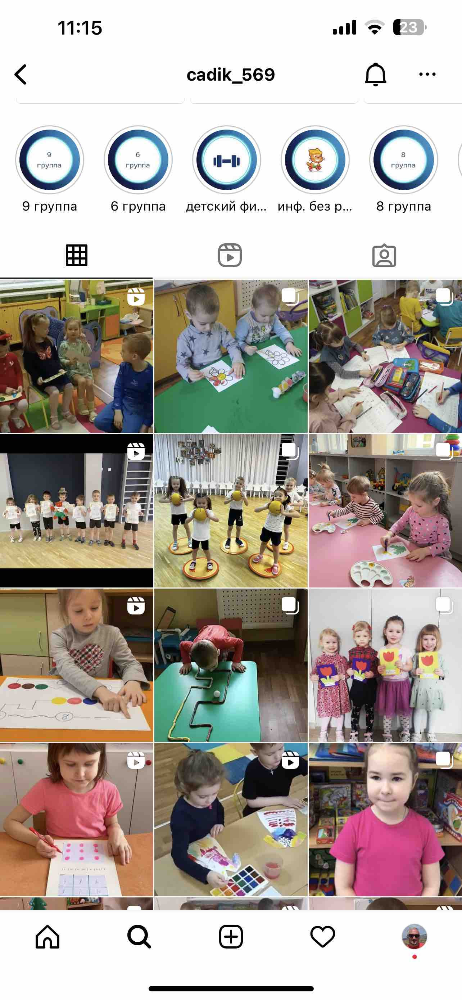 11:15
23
cadik_569
9
группа
6
группа
8
группа
9 группа
6 группа
детский фи...
инф. без р...
8 группа
2